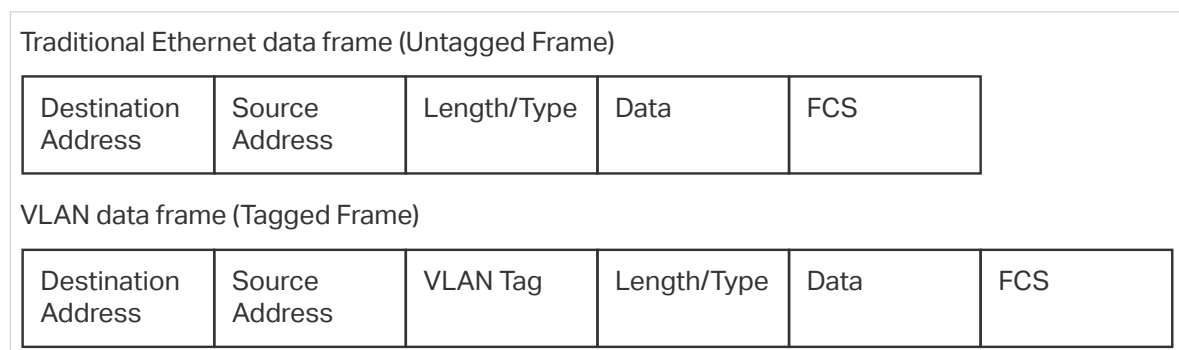 Traditional Ethernet data frame (Untagged Frame)
Destination Address Source Address Length/Type Data FCS
VLAN data frame (Tagged Frame)
Destination Address Source Address VLAN Tag Length/Type Data FCS